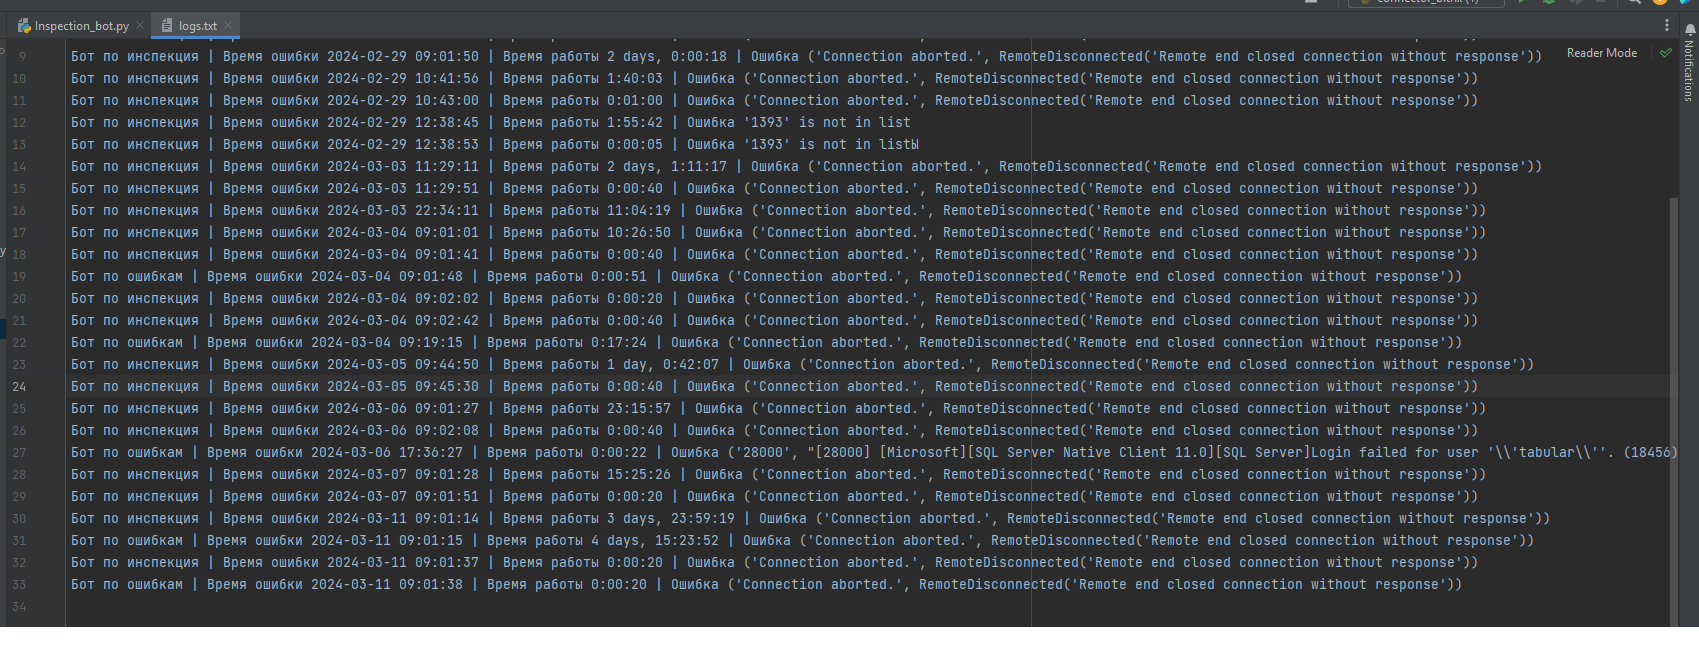 Inspection_bot.py
logs.txt
Reader Mode
Notifications
9 Бот по инспекция | Время ошибки 2024-02-29 09:01:50 | Время работы 2 days, 0:00:18 | Ошибка ('Connection aborted.', RemoteDisconnected('Remote end closed connection without response'))
10 Бот по инспекция | Время ошибки 2024-02-29 10:41:56 | Время работы 1:40:03 | Ошибка ('Connection aborted.', RemoteDisconnected('Remote end closed connection without response'))
11 Бот по инспекция | Время ошибки 2024-02-29 10:43:00 | Время работы 0:01:00 | Ошибка ('Connection aborted.', RemoteDisconnected('Remote end closed connection without response'))
12 Бот по инспекция | Время ошибки 2024-02-29 12:38:45 | Время работы 1:55:42 | Ошибка '1393' is not in list
13 Бот по инспекция | Время ошибки 2024-02-29 12:38:53 | Время работы 0:00:05 | Ошибка '1393' is not in listЫ
14 Бот по инспекция | Время ошибки 2024-03-03 11:29:11 | Время работы 2 days, 1:11:17 | Ошибка ('Connection aborted.', RemoteDisconnected('Remote end closed connection without response'))
15 Бот по инспекция | Время ошибки 2024-03-03 11:29:51 | Время работы 0:00:40 | Ошибка ('Connection aborted.', RemoteDisconnected('Remote end closed connection without response'))
16 Бот по инспекция | Время ошибки 2024-03-03 22:34:11 | Время работы 11:04:19 | Ошибка ('Connection aborted.', RemoteDisconnected('Remote end closed connection without response'))
17 Бот по инспекция | Время ошибки 2024-03-04 09:01:01 | Время работы 10:26:50 | Ошибка ('Connection aborted.', RemoteDisconnected('Remote end closed connection without response'))
18 Бот по инспекция | Время ошибки 2024-03-04 09:01:41 | Время работы 0:00:40 | Ошибка ('Connection aborted.', RemoteDisconnected('Remote end closed connection without response'))
19 Бот по ошибкам | Время ошибки 2024-03-04 09:01:48 | Время работы 0:00:51 | Ошибка ('Connection aborted.', RemoteDisconnected('Remote end closed connection without response'))
20 Бот по инспекция | Время ошибки 2024-03-04 09:02:02 | Время работы 0:00:20 | Ошибка ('Connection aborted.', RemoteDisconnected('Remote end closed connection without response'))
21 Бот по инспекция | Время ошибки 2024-03-04 09:02:42 | Время работы 0:00:40 | Ошибка ('Connection aborted.', RemoteDisconnected('Remote end closed connection without response'))
22 Бот по ошибкам | Время ошибки 2024-03-04 09:19:15 | Время работы 0:17:24 | Ошибка ('Connection aborted.', RemoteDisconnected('Remote end closed connection without response'))
23 Бот по инспекция | Время ошибки 2024-03-05 09:44:50 | Время работы 1 day, 0:42:07 | Ошибка ('Connection aborted.', RemoteDisconnected('Remote end closed connection without response'))
24 Бот по инспекция | Время ошибки 2024-03-05 09:45:30 | Время работы 0:00:40 | Ошибка ('Connection aborted.', RemoteDisconnected('Remote end closed connection without response'))
25 Бот по инспекция | Время ошибки 2024-03-06 09:01:27 | Время работы 23:15:57 | Ошибка ('Connection aborted.', RemoteDisconnected('Remote end closed connection without response'))
26 Бот по инспекция | Время ошибки 2024-03-06 09:02:08 | Время работы 0:00:40 | Ошибка ('Connection aborted.', RemoteDisconnected('Remote end closed connection without response'))
27 Бот по ошибкам | Время ошибки 2024-03-06 17:36:27 | Время работы 0:00:22 | Ошибка ('28000', "[28000] [Microsoft][SQL Server Native Client 11.0][SQL Server]Login failed for user '\\'tabular\\''. (18456)
28 Бот по инспекция | Время ошибки 2024-03-07 09:01:28 | Время работы 15:25:26 | Ошибка ('Connection aborted.', RemoteDisconnected('Remote end closed connection without response'))
29 Бот по инспекция | Время ошибки 2024-03-07 09:01:51 | Время работы 0:00:20 | Ошибка ('Connection aborted.', RemoteDisconnected('Remote end closed connection without response'))
30 Бот по инспекция | Время ошибки 2024-03-11 09:01:14 | Время работы 3 days, 23:59:19 | Ошибка ('Connection aborted.', RemoteDisconnected('Remote end closed connection without response'))
31 Бот по ошибкам | Время ошибки 2024-03-11 09:01:15 | Время работы 4 days, 15:23:52 | Ошибка ('Connection aborted.', RemoteDisconnected('Remote end closed connection without response'))
32 Бот по инспекция | Время ошибки 2024-03-11 09:01:37 | Время работы 0:00:20 | Ошибка ('Connection aborted.', RemoteDisconnected('Remote end closed connection without response'))
33 Бот по ошибкам | Время ошибки 2024-03-11 09:01:38 | Время работы 0:00:20 | Ошибка ('Connection aborted.', RemoteDisconnected('Remote end closed connection without response'))
34